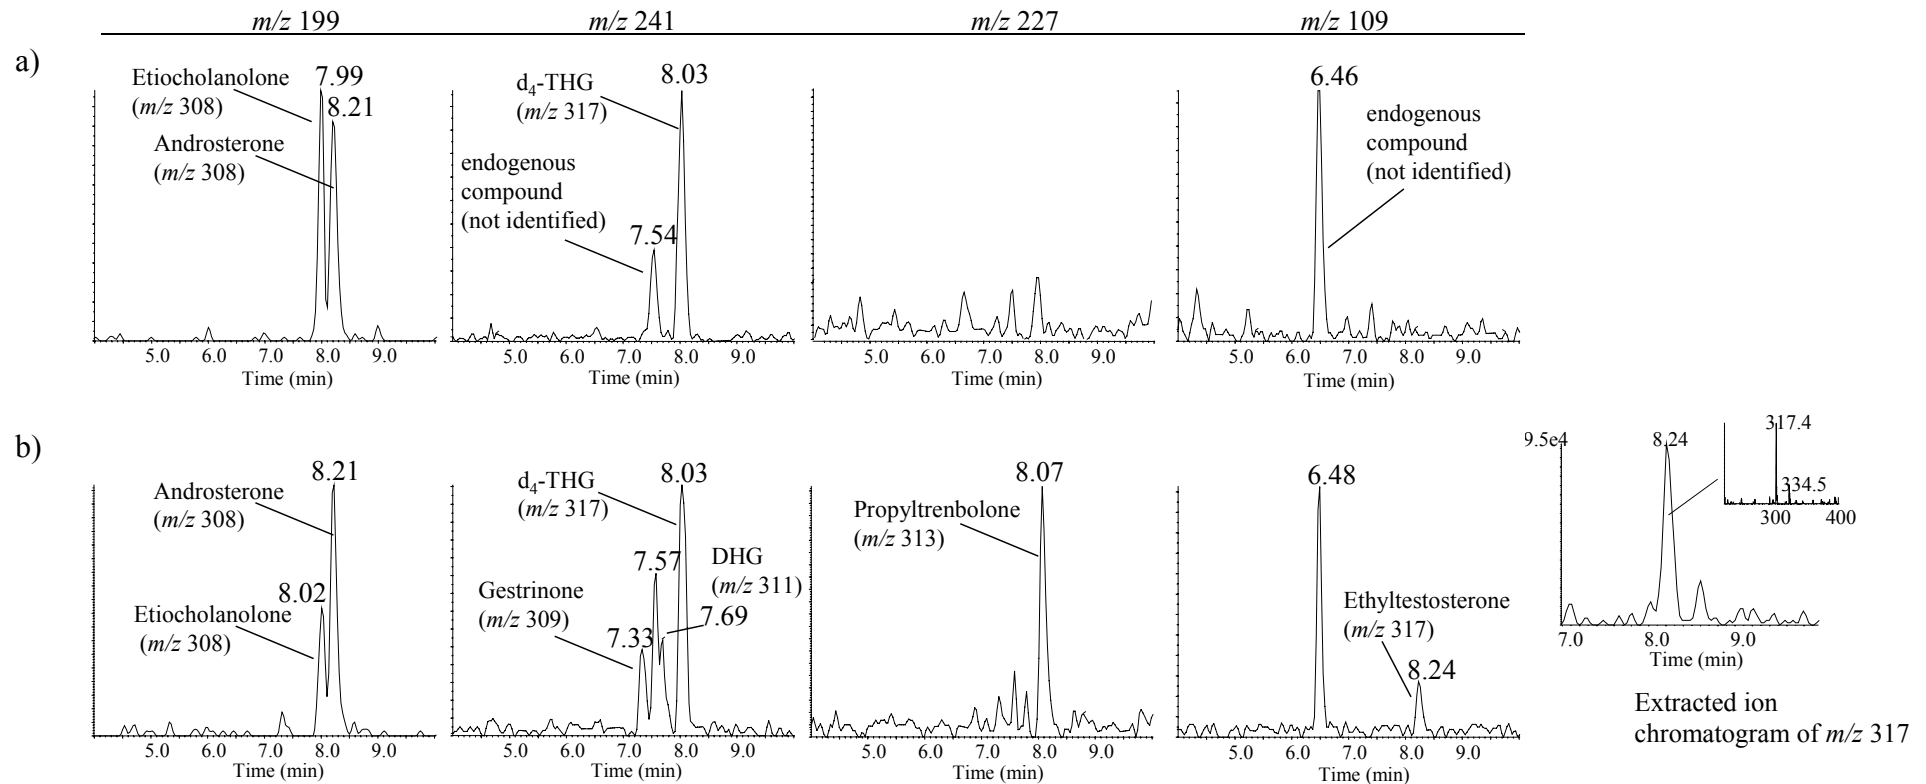 m/z 199
m/z 241
m/z 227
m/z 109
a)
Etiocholanolone
(m/z 308)
7.99
8.21
Androsterone
(m/z 308)
5.0 6.0 7.0 8.0 9.0
Time (min)
d4-THG
(m/z 317)
8.03
endogenous
compound
(not identified)
7.54
5.0 6.0 7.0 8.0 9.0
Time (min)
5.0 6.0 7.0 8.0 9.0
Time (min)
6.46
endogenous
compound
(not identified)
5.0 6.0 7.0 8.0 9.0
Time (min)
b)
8.21
Androsterone
(m/z 308)
8.02
Etiocholanolone
(m/z 308)
5.0 6.0 7.0 8.0 9.0
Time (min)
d4-THG
(m/z 317)
8.03
7.57
DHG
(m/z 311)
Gestrinone
(m/z 309)
7.33
7.69
5.0 6.0 7.0 8.0 9.0
Time (min)
8.07
Propyltrenbolone
(m/z 313)
5.0 6.0 7.0 8.0 9.0
Time (min)
6.48
Ethyltestosterone
(m/z 317)
8.24
5.0 6.0 7.0 8.0 9.0
Time (min)
9.5e4
8.24
317.4
334.5
300 400
7.0 8.0 9.0
Time (min)
Extracted ion
chromatogram of m/z 317